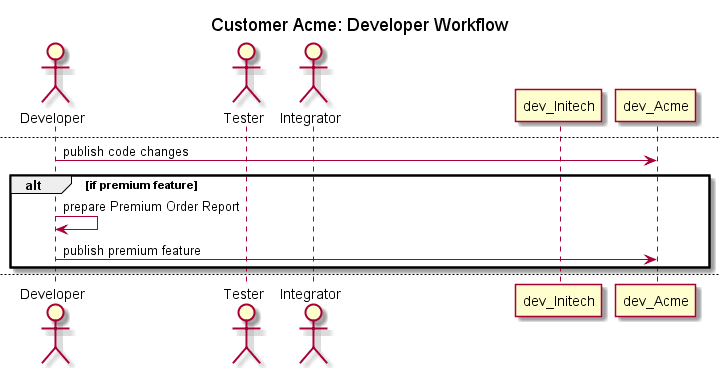 Customer Acme: Developer Workflow
Developer
Tester
Integrator
dev_Initech
dev_Acme
publish code changes
alt
[if premium feature]
prepare Premium Order Report
publish premium feature
Developer
Tester
Integrator
dev_Initech
dev_Acme